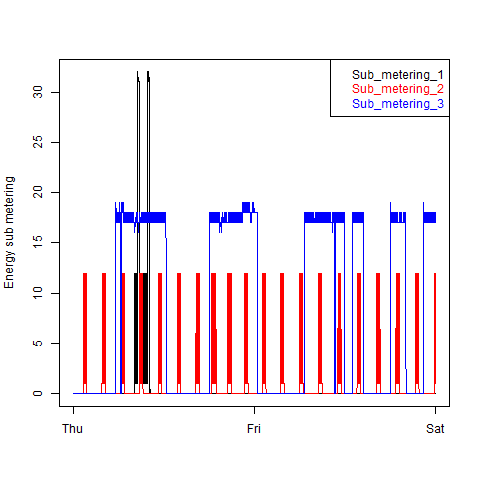 Sub_metering_1
Sub_metering_2
Sub_metering_3
Energy sub metering
30
25
20
15
10
5
0
Thu Fri Sat